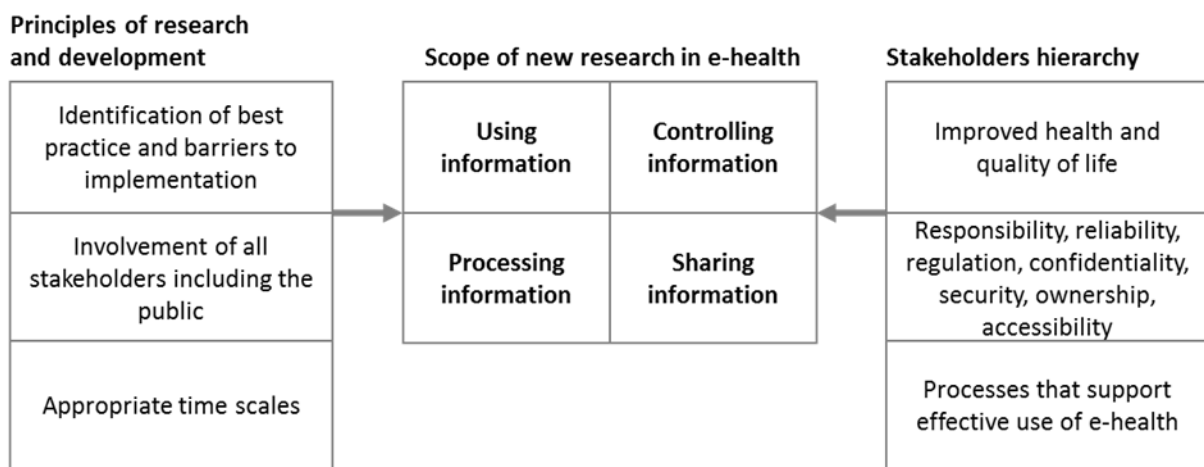 Principles of research
and development
Identification of best
practice and barriers to
implementation
Involvement of all
stakeholders including the
public
Appropriate time scales
Scope of new research in e-health
Using
information
Controlling
information
Processing
information
Sharing
information
Stakeholders hierarchy
Improved health and
quality of life
Responsibility, reliability,
regulation, confidentiality,
security, ownership,
accessibility
Processes that support
effective use of e-health